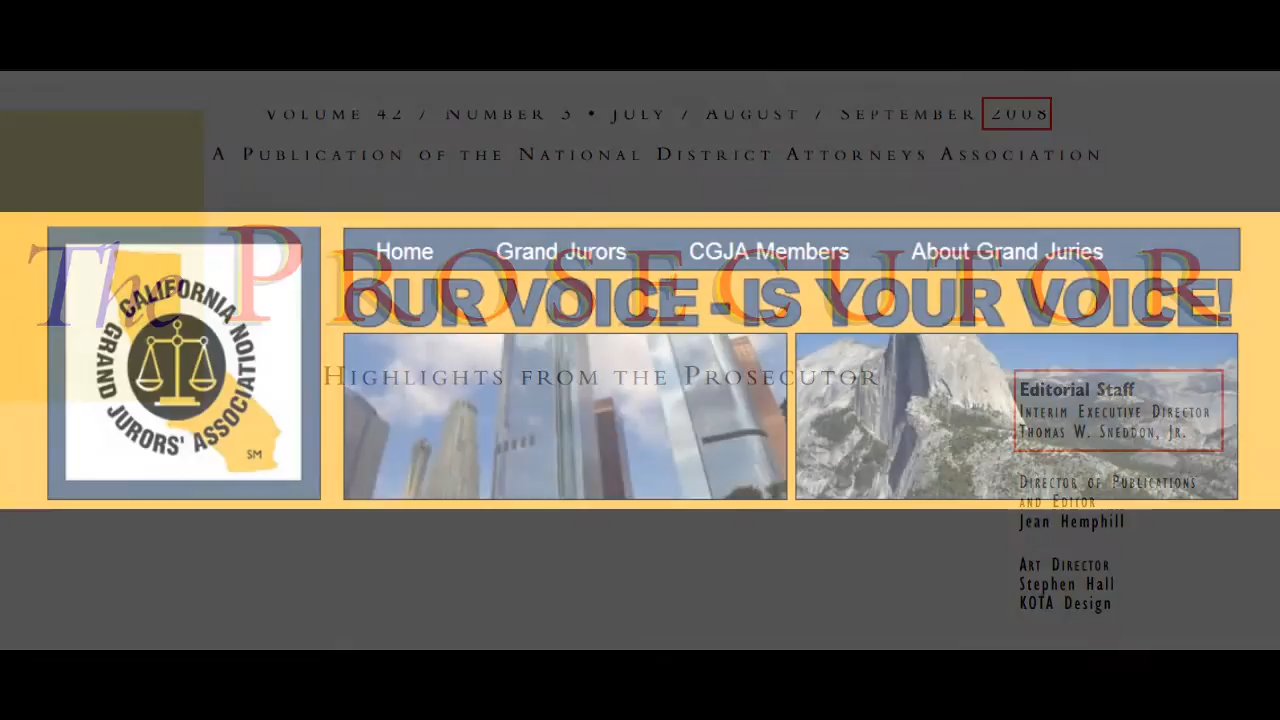 VOLUME 42 / NUMBER 3 • JULY / AUGUST / SEPTEMBER 2008
A PUBLICATION OF THE NATIONAL DISTRICT ATTORNEYS ASSOCIATION
The PROSECUTOR
Home Grand Jurors CGJA Members About Grand Juries
OUR VOICE - IS YOUR VOICE!
CALIFORNIA GRAND JURORS' ASSOCIATION
SM
HIGHLIGHTS FROM THE PROSECUTOR
Editorial Staff
INTERIM EXECUTIVE DIRECTOR
THOMAS W. SNEDDON, JR.
DIRECTOR OF PUBLICATIONS
AND EDITOR
Jean Hemphill
ART DIRECTOR
Stephen Hall
KOTA Design